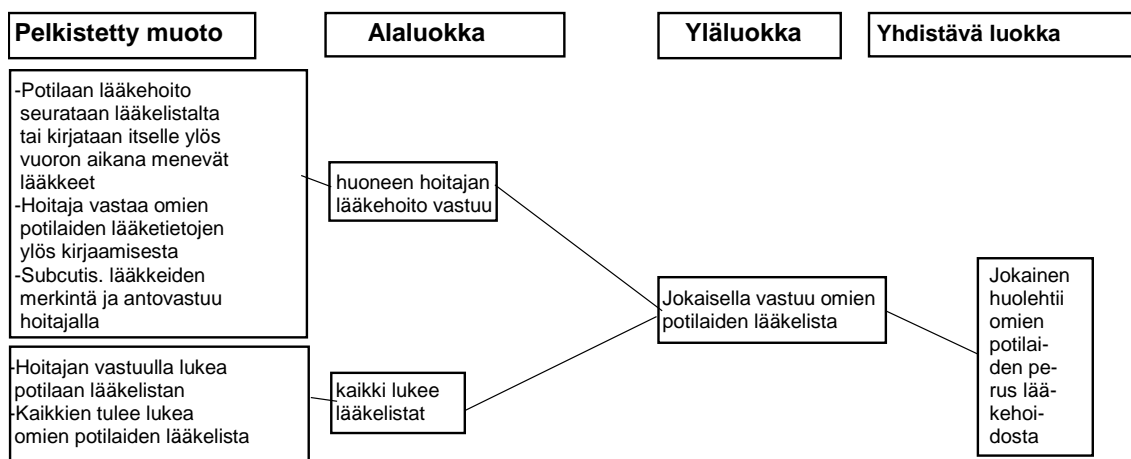 Pelkistetty muoto
Alaluokka
Yläluokka
Yhdistävä luokka
-Potilaan lääkehoito
seurataan lääkelistalta
tai kirjataan itselle ylös
vuoron aikana menevät
lääkkeet
-Hoitaja vastaa omien
potilaiden lääketietojen
ylös kirjaamisesta
-Subcutis. lääkkeiden
merkintä ja antovastuu
hoitajalla
huoneen hoitajan
lääkehoito vastuu
Jokaisella vastuu omien
potilaiden lääkelista
Jokainen
huolehtii
omien
potilai-
den pe-
rus lää-
kehoi-
dosta
-Hoitajan vastuulla lukea
potilaan lääkelistan
-Kaikkien tulee lukea
omien potilaiden lääkelista
kaikki lukee
lääkelistat